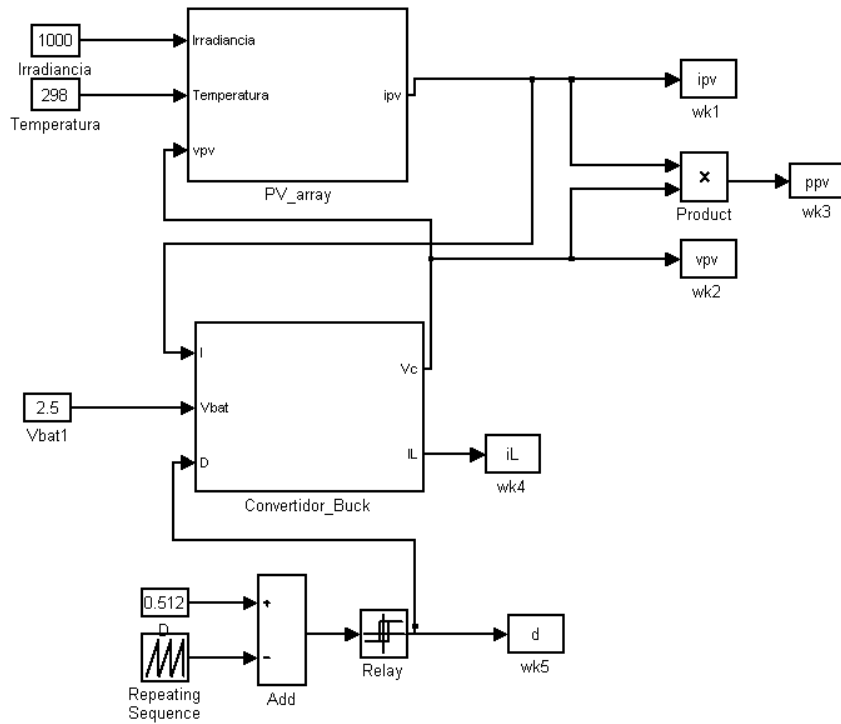 1000
Irradiancia
298
Temperatura
Irradiancia
Temperatura
vpv
ipv
PV_array
ipv
wk1
×
Product
ppv
wk3
vpv
wk2
I
Vbat
D
Vc
IL
Convertidor_Buck
2.5
Vbat1
iL
wk4
0.512
D
Repeating
Sequence
+
−
Add
Relay
d
wk5